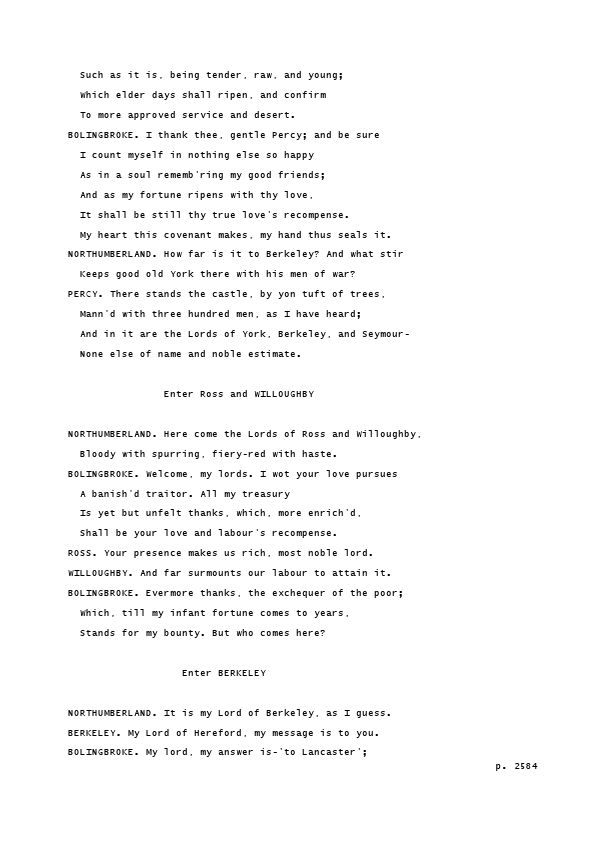 Such as it is, being tender, raw, and young;
Which elder days shall ripen, and confirm
To more approved service and desert.
BOLINGBROKE. I thank thee, gentle Percy; and be sure
I count myself in nothing else so happy
As in a soul rememb'ring my good friends;
And as my fortune ripens with thy love,
It shall be still thy true love's recompense.
My heart this covenant makes, my hand thus seals it.
NORTHUMBERLAND. How far is it to Berkeley? And what stir
Keeps good old York there with his men of war?
PERCY. There stands the castle, by yon tuft of trees,
Mann'd with three hundred men, as I have heard;
And in it are the Lords of York, Berkeley, and Seymour-
None else of name and noble estimate.
Enter Ross and WILLOUGHBY
NORTHUMBERLAND. Here come the Lords of Ross and Willoughby,
Bloody with spurring, fiery-red with haste.
BOLINGBROKE. Welcome, my lords. I wot your love pursues
A banish'd traitor. All my treasury
Is yet but unfelt thanks, which, more enrich'd,
Shall be your love and labour's recompense.
ROSS. Your presence makes us rich, most noble lord.
WILLOUGHBY. And far surmounts our labour to attain it.
BOLINGBROKE. Evermore thanks, the exchequer of the poor;
Which, till my infant fortune comes to years,
Stands for my bounty. But who comes here?
Enter BERKELEY
NORTHUMBERLAND. It is my Lord of Berkeley, as I guess.
BERKELEY. My Lord of Hereford, my message is to you.
BOLINGBROKE. My lord, my answer is-'to Lancaster';
p. 2584